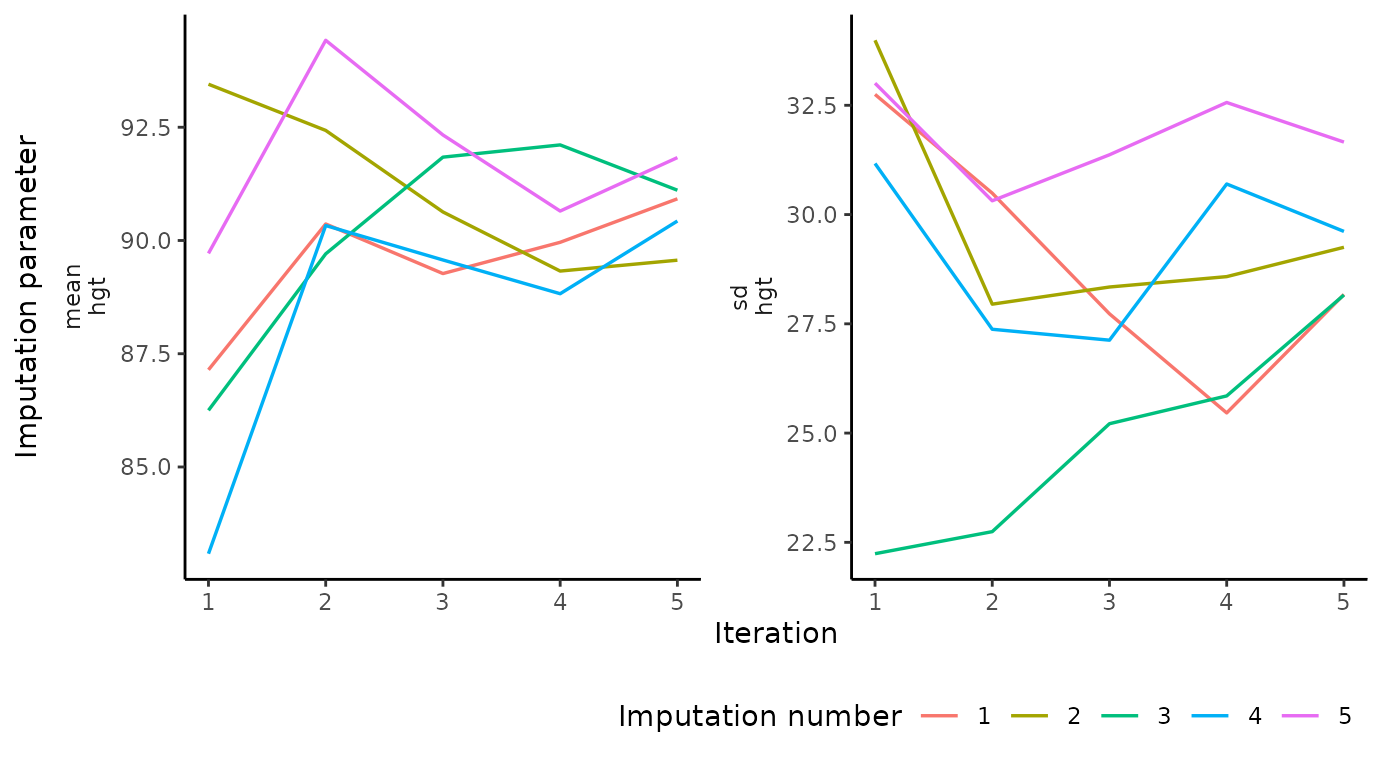 Imputation parameter
mean
hgt
92.5
90.0
87.5
85.0
1 2 3 4 5
sd
hgt
32.5
30.0
27.5
25.0
22.5
1 2 3 4 5
Iteration
Imputation number 1 2 3 4 5